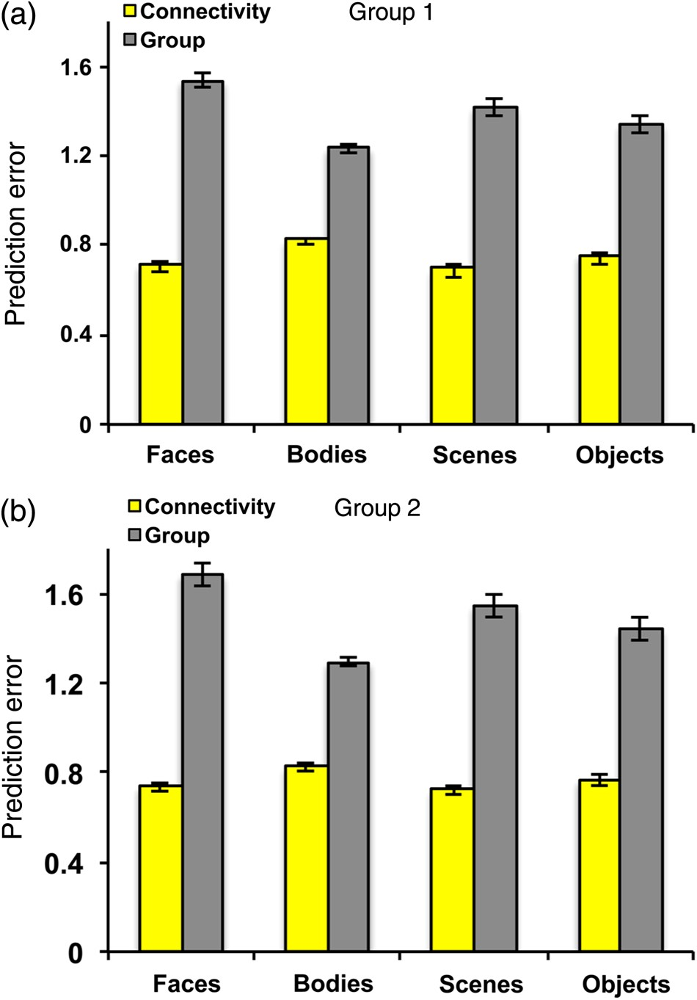 (a)
Connectivity
Group 1
Group
1.6
1.2
0.8
0.4
0
Prediction error
Faces Bodies Scenes Objects
(b)
Connectivity
Group 2
Group
1.6
1.2
0.8
0.4
0
Prediction error
Faces Bodies Scenes Objects